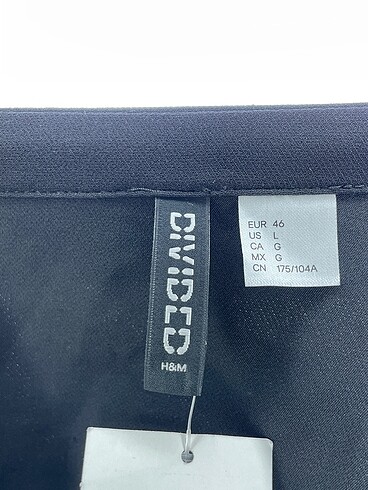 DIVIDED
H&M
EUR 46
US L
CA G
MX G
CN 175/104A